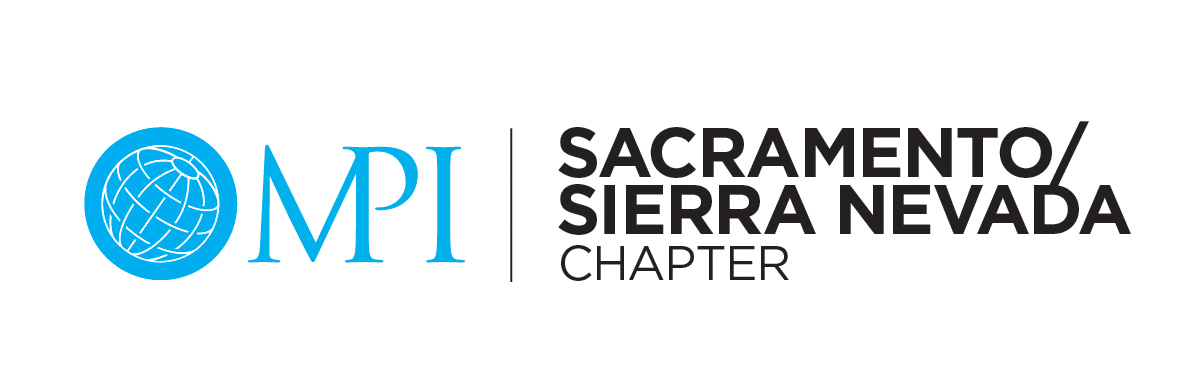 MPI
SACRAMENTO/
SIERRA NEVADA
CHAPTER